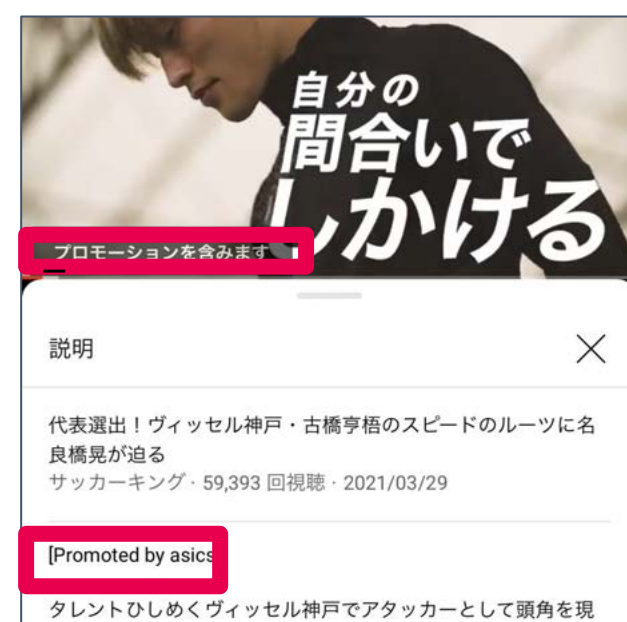 自分の
間合いで
しかける
プロモーションを含みます
説明
代表選出！ヴィッセル神戸・古橋亨梧のスピードのルーツに名
良橋晃が迫る
サッカーキング · 59,393 回視聴 · 2021/03/29
[Promoted by asics
タレントひしめくヴィッセル神戸でアタッカーとして頭角を現